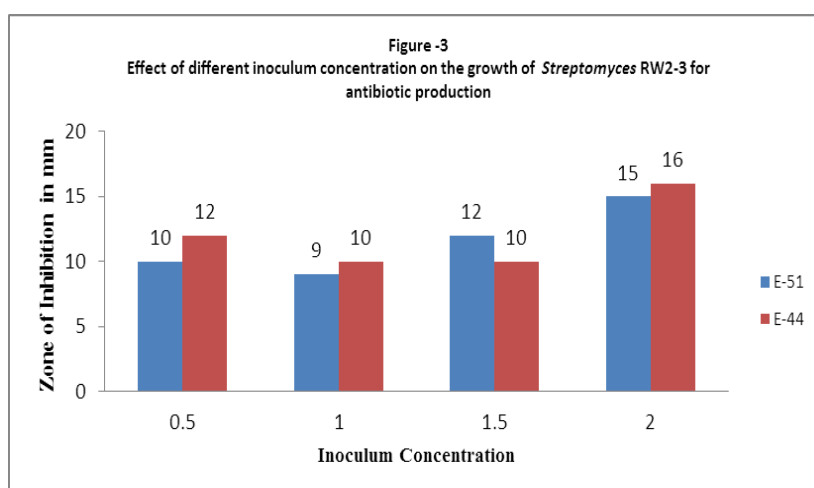 Figure -3
Effect of different inoculum concentration on the growth of Streptomyces RW2-3 for
antibiotic production
Zone of Inhibition in mm
20
15
10
5
0
10
12
9
10
12
10
15
16
0.5
1
1.5
2
Inoculum Concentration
E-51
E-44